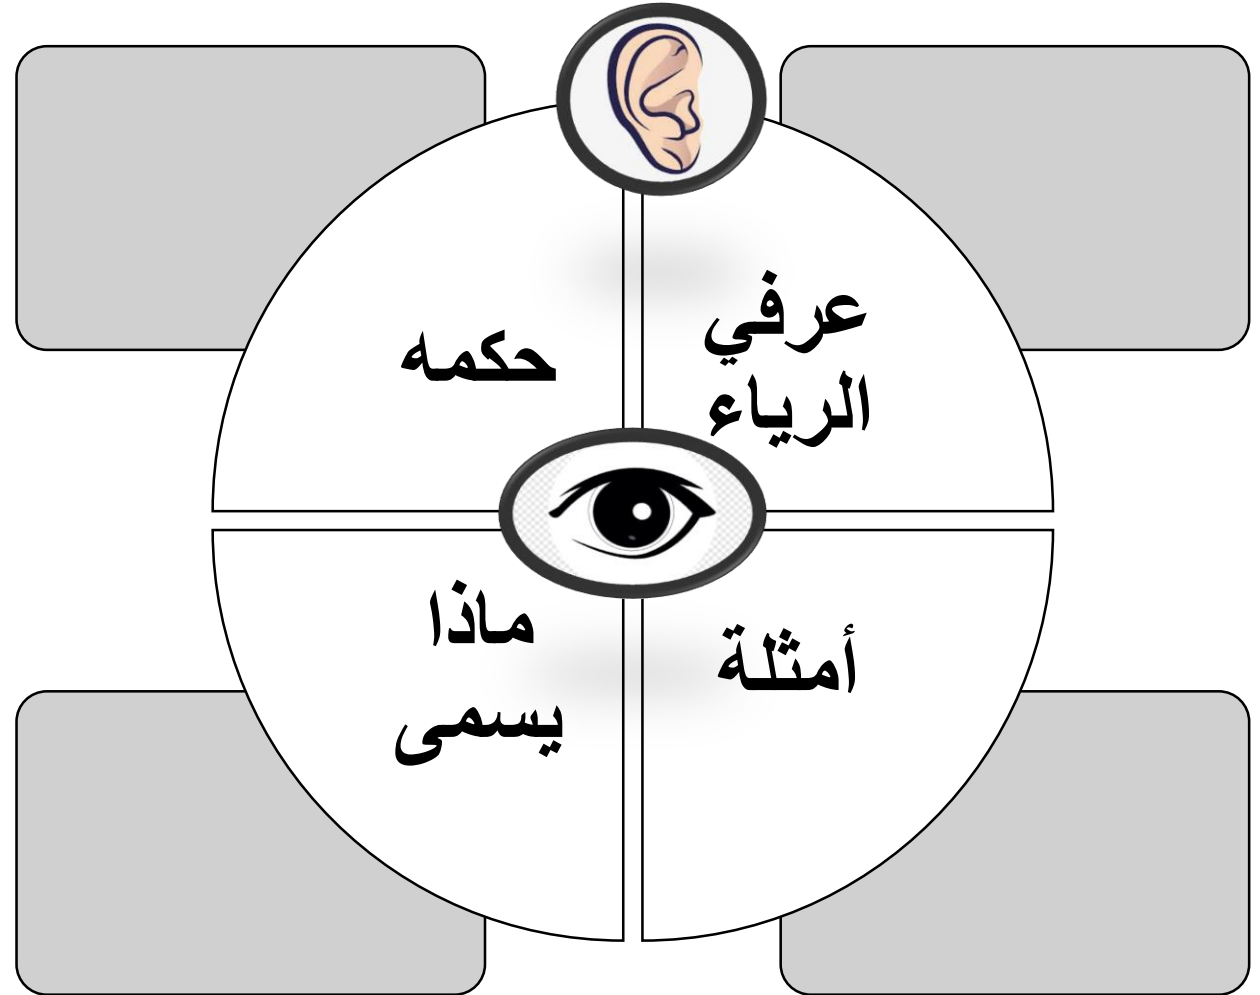 عرفي
الرياء
حكمه
أمثلة
ماذا
يسمى